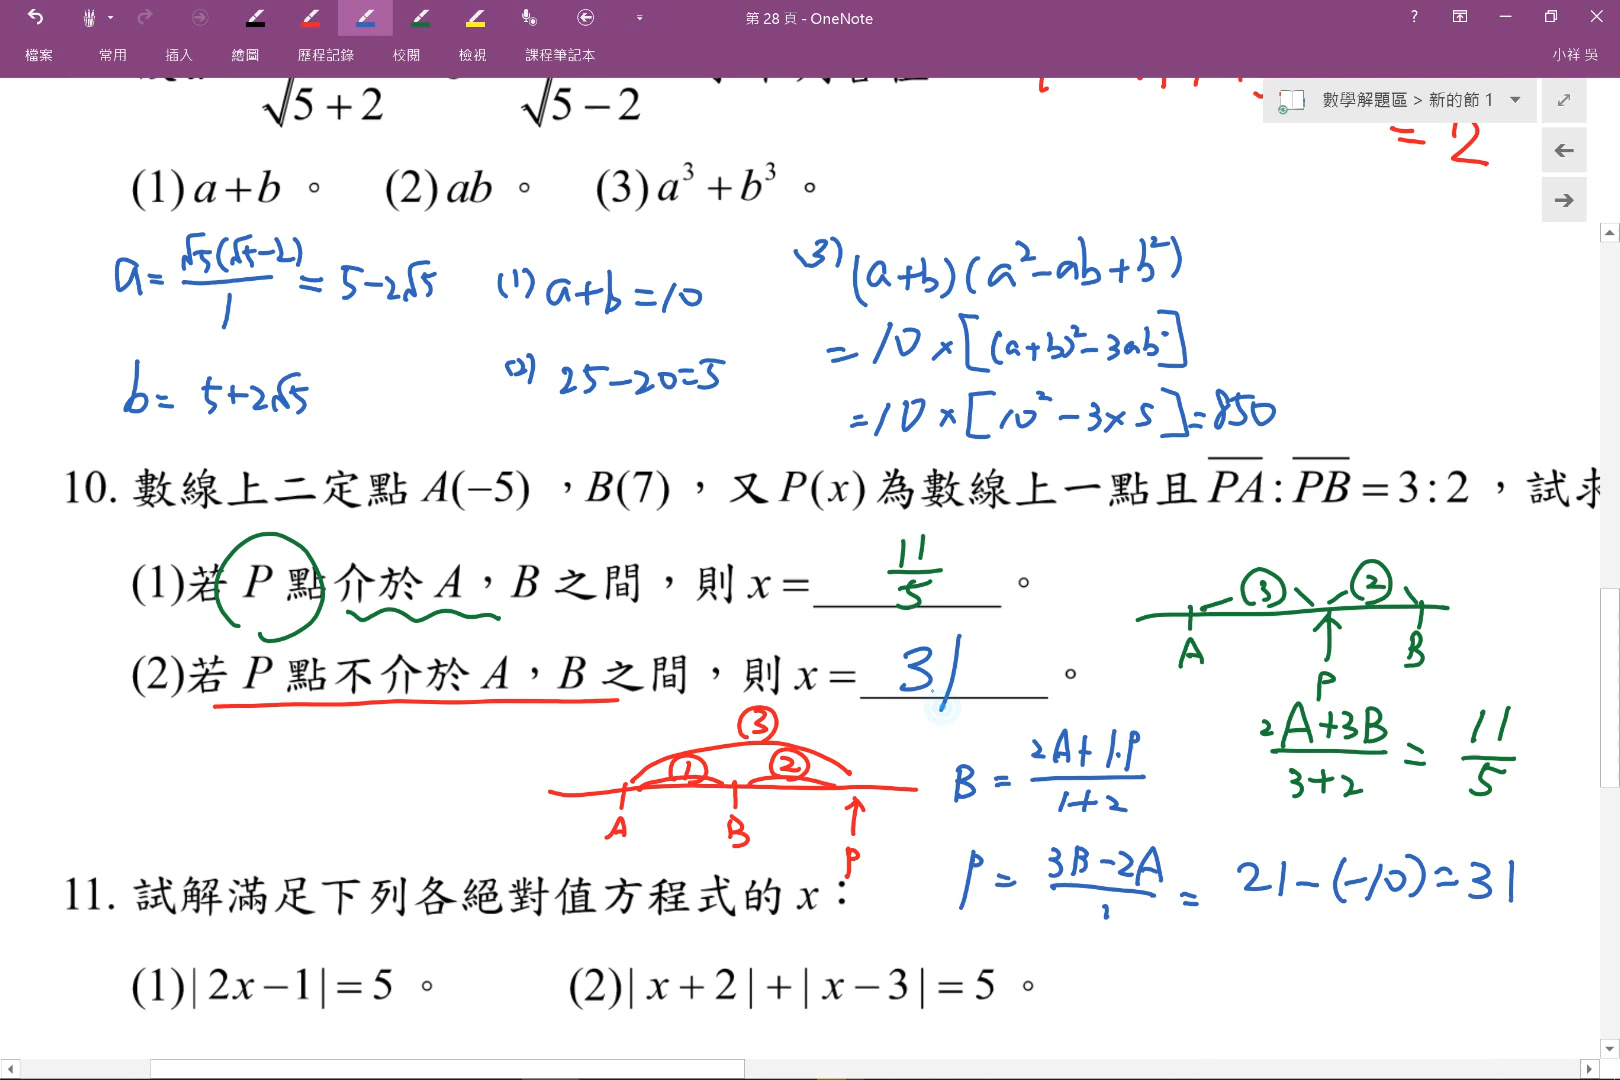 第 28 頁 - OneNote
檔案 常用 插入 繪圖 歷程記錄 校閱 檢視 課程筆記本 小祥 吳
數學解題區 > 新的節 1
= 2
√5 + 2 √5 − 2
(1) a + b 。 (2) ab 。 (3) a³ + b³ 。
a = √5(√5−2) / 1 = 5−2√5
b = 5+2√5
(1) a+b = 10
(2) 25−20=5
(3) (a+b)(a²−ab+b²)
= 10 × [(a+b)²−3ab]
= 10 × [10²−3×5] = 850
10. 數線上二定點 A(−5) ，B(7) ，又 P(x) 為數線上一點且 PA : PB = 3 : 2 ，試求
(1)若 P 點介於 A，B 之間，則 x = 11/5 。
(2)若 P 點不介於 A，B 之間，則 x = 31 。
③ ②
A P B
(2A+3B)/(3+2) = 11/5
③
① ②
A B P
B = (2A+1·P)/(1+2)
P = (3B−2A)/1 = 21−(−10) = 31
11. 試解滿足下列各絕對值方程式的 x：
(1) | 2x − 1 | = 5 。 (2) | x + 2 | + | x − 3 | = 5 。